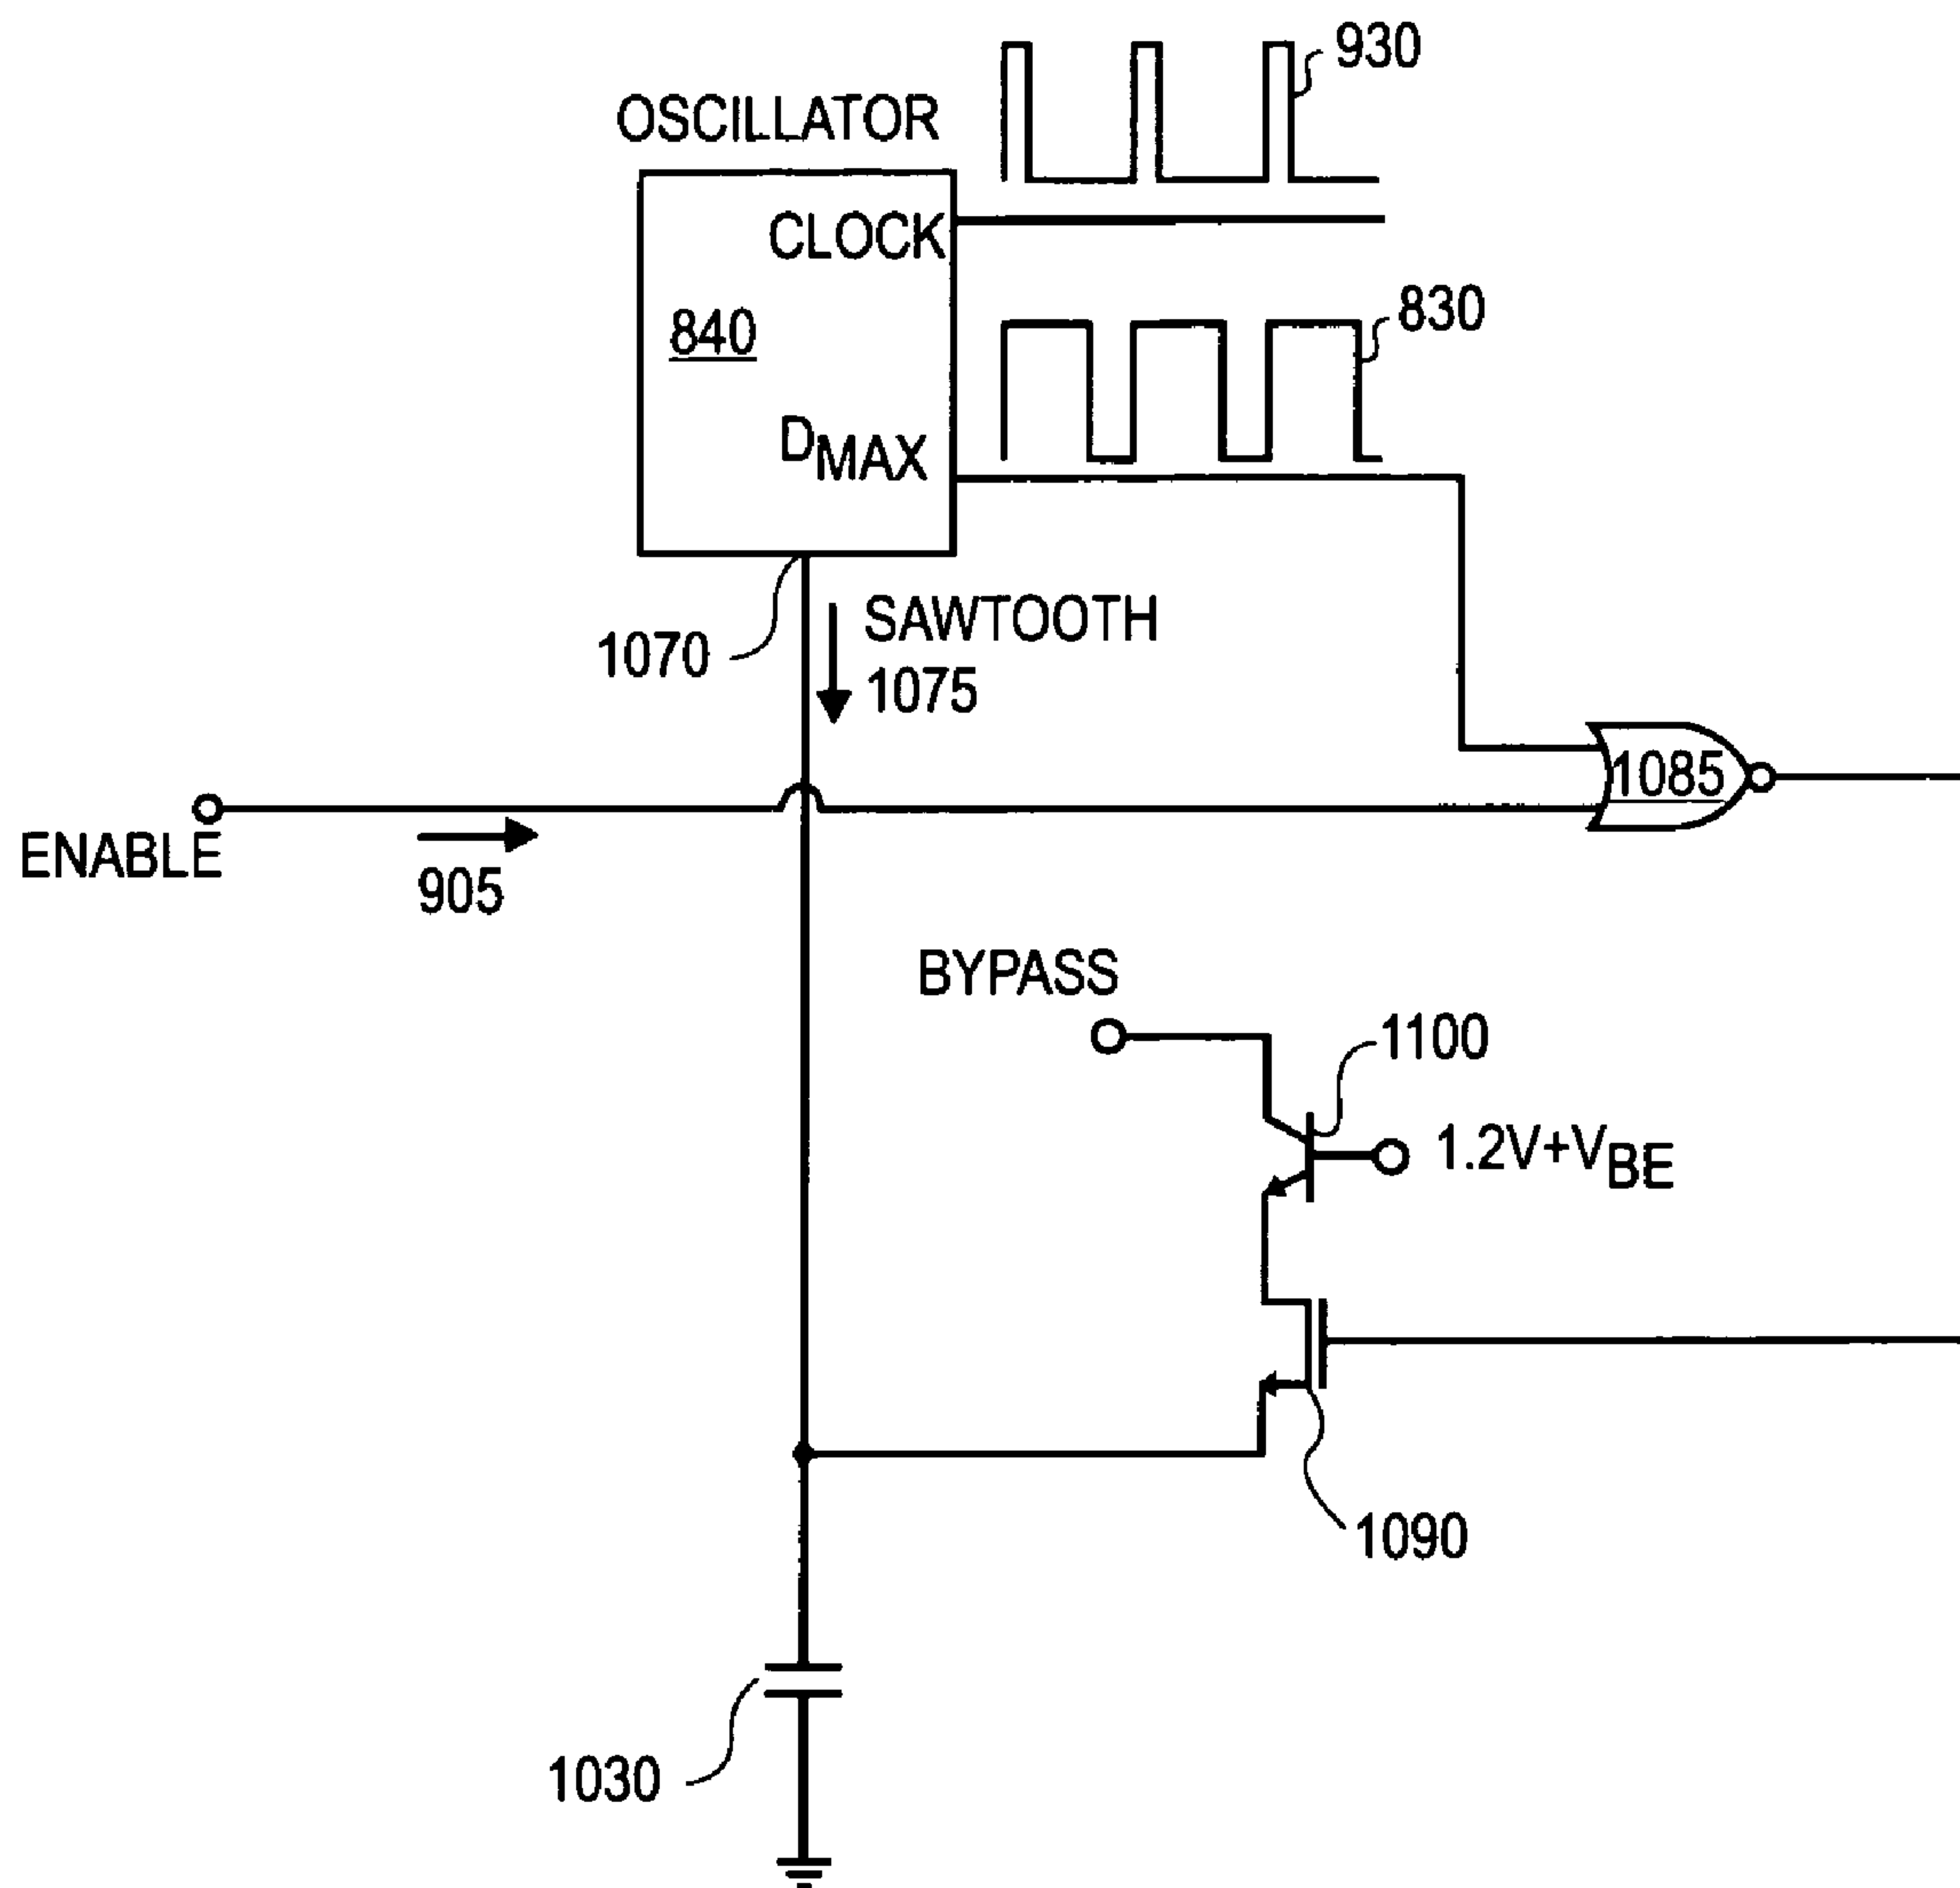 930
OSCILLATOR
CLOCK
840
830
DMAX
SAWTOOTH
1070
1075
1085
ENABLE
905
BYPASS
1100
1.2V+VBE
1090
1030